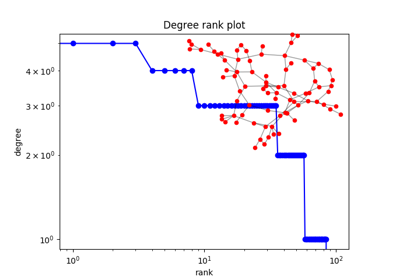 Degree rank plot
degree
4 × 10⁰
3 × 10⁰
2 × 10⁰
10⁰
10⁰
10¹
10²
rank